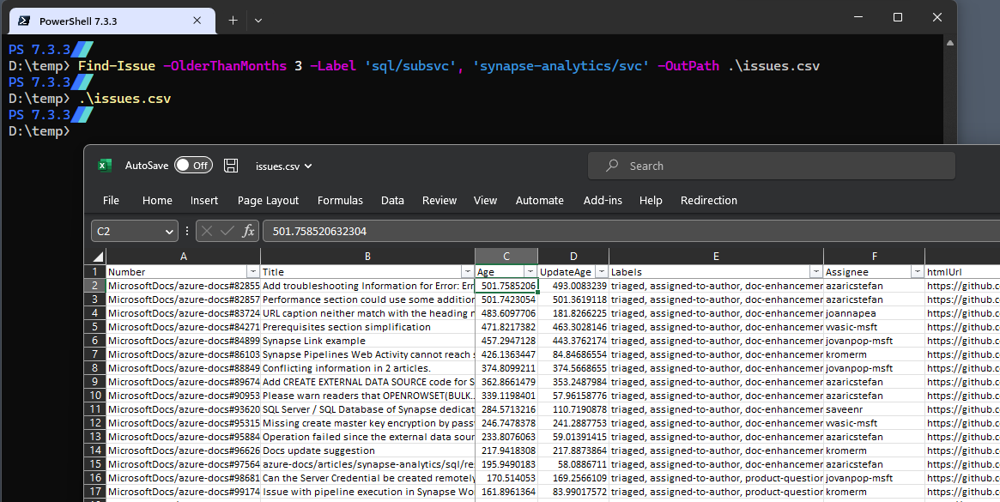 PowerShell 7.3.3
PS 7.3.3
D:\temp> Find-Issue -OlderThanMonths 3 -Label 'sql/subsvc', 'synapse-analytics/svc' -OutPath .\issues.csv
PS 7.3.3
D:\temp> .\issues.csv
PS 7.3.3
D:\temp>
AutoSave Off issues.csv Search
File Home Insert Page Layout Formulas Data Review View Automate Add-ins Help Redirection
C2 fx 501.758520632304
A B C D E F
1 Number Title Age UpdateAge Labels Assignee htmlUrl
2 MicrosoftDocs/azure-docs#82855 Add troubleshooting Information for Error: Err 501.7585206 493.0083239 triaged, assigned-to-author, doc-enhancemen azaricstefan https://github.c
3 MicrosoftDocs/azure-docs#82857 Performance section could use some addition 501.7423054 501.3619118 triaged, assigned-to-author, doc-enhancemen azaricstefan https://github.c
4 MicrosoftDocs/azure-docs#83724 URL caption neither match with the heading n 483.6097706 181.8266225 triaged, assigned-to-author, doc-enhancemen joannapea https://github.c
5 MicrosoftDocs/azure-docs#84271 Prerequisites section simplification 471.8217382 463.3028146 triaged, assigned-to-author, doc-enhancemen vvasic-msft https://github.c
6 MicrosoftDocs/azure-docs#84899 Synapse Link example 457.2947128 443.3762174 triaged, assigned-to-author, doc-enhancemen jovanpop-msft https://github.c
7 MicrosoftDocs/azure-docs#86103 Synapse Pipelines Web Activity cannot reach s 426.1363447 84.84686554 triaged, assigned-to-author, doc-enhancemen kromerm https://github.c
8 MicrosoftDocs/azure-docs#88849 Conflicting information in 2 articles. 374.8099211 374.5668655 triaged, assigned-to-author, doc-enhancemen jovanpop-msft https://github.c
9 MicrosoftDocs/azure-docs#89674 Add CREATE EXTERNAL DATA SOURCE code for S 362.8661479 353.2487984 triaged, assigned-to-author, doc-enhancemen azaricstefan https://github.c
10 MicrosoftDocs/azure-docs#90953 Please warn readers that OPENROWSET(BULK... 339.1198401 57.96158776 triaged, assigned-to-author, doc-enhancemen azaricstefan https://github.c
11 MicrosoftDocs/azure-docs#93620 SQL Server / SQL Database of Synapse dedicat 284.5713216 110.7190878 triaged, assigned-to-author, doc-enhancemen saveenr https://github.c
12 MicrosoftDocs/azure-docs#95315 Missing create master key encryption by pass 246.7478378 241.2887753 triaged, assigned-to-author, doc-enhancemen vvasic-msft https://github.c
13 MicrosoftDocs/azure-docs#95884 Operation failed since the external data sour 233.8076063 59.01391415 triaged, assigned-to-author, doc-enhancemen azaricstefan https://github.c
14 MicrosoftDocs/azure-docs#96626 Docs update suggestion 217.9418308 217.8873864 triaged, assigned-to-author, doc-enhancemen kromerm https://github.c
15 MicrosoftDocs/azure-docs#97564 azure-docs/articles/synapse-analytics/sql/re 195.9490183 58.0886711 triaged, assigned-to-author, doc-enhancemen azaricstefan https://github.c
16 MicrosoftDocs/azure-docs#98681 Can the Server Credential be created remotely 170.514053 169.2566109 triaged, assigned-to-author, product-question jovanpop-msft https://github.c
17 MicrosoftDocs/azure-docs#99174 Issue with pipeline execution in Synapse Wo 161.8961364 83.99017572 triaged, assigned-to-author, product-question kromerm https://github.c